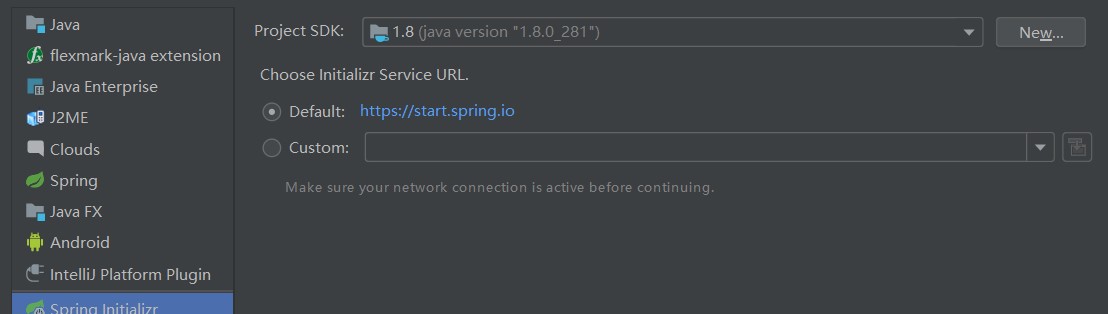 Java
flexmark-java extension
Java Enterprise
J2ME
Clouds
Spring
Java FX
Android
IntelliJ Platform Plugin
Spring Initializr
Project SDK: 1.8 (java version "1.8.0_281") New...
Choose Initializr Service URL.
Default: https://start.spring.io
Custom:
Make sure your network connection is active before continuing.